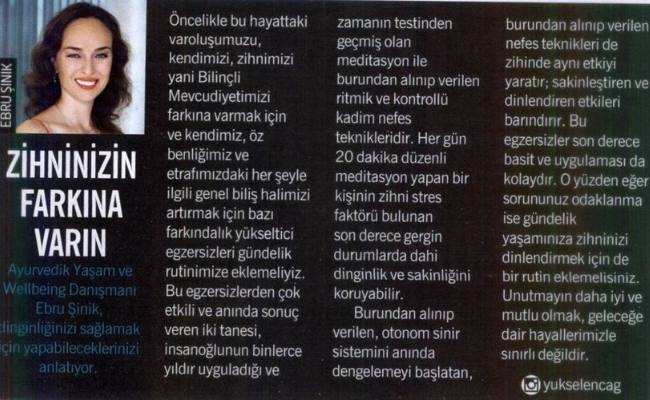 EBRU ŞİNİK
ZİHNİNİZİN
FARKINA
VARIN
Ayurvedik Yaşam ve
Wellbeing Danışmanı
Ebru Şinik,
dinginliğinizi sağlamak
için yapabileceklerinizi
anlatıyor.
Öncelikle bu hayattaki
varoluşumuzu,
kendimizi, zihnimizi
yani Bilinçli
Mevcudiyetimizi
farkına varmak için
ve kendimiz, öz
benliğimiz ve
etrafımızdaki her şeyle
ilgili genel biliş halimizi
artırmak için bazı
farkındalık yükseltici
egzersizleri gündelik
rutinimize eklemeliyiz.
Bu egzersizlerden çok
etkili ve anında sonuç
veren iki tanesi,
insanoğlunun binlerce
yıldır uyguladığı ve
zamanın testinden
geçmiş olan
meditasyon ile
burundan alınıp verilen
ritmik ve kontrollü
kadim nefes
teknikleridir. Her gün
20 dakika düzenli
meditasyon yapan bir
kişinin zihni stres
faktörü bulunan
son derece gergin
durumlarda dahi
dinginlik ve sakinliğini
koruyabilir.
Burundan alınıp
verilen, otonom sinir
sistemini anında
dengelemeyi başlatan,
burundan alınıp verilen
nefes teknikleri de
zihinde aynı etkiyi
yaratır; sakinleştiren ve
dinlendiren etkileri
barındırır. Bu
egzersizler son derece
basit ve uygulaması da
kolaydır. O yüzden eğer
sorununuz odaklanma
ise gündelik
yaşamınıza zihninizi
dinlendirmek için de
bir rutin eklemelisiniz.
Unutmayın daha iyi ve
mutlu olmak, geleceğe
dair hayallerimizle
sınırlı değildir.
yukselencag